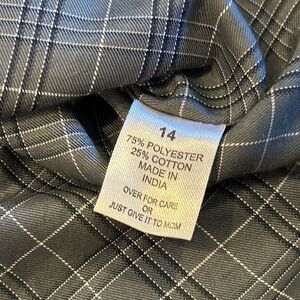 14
75% POLYESTER
25% COTTON
MADE IN
INDIA
OVER FOR CARE
OR
JUST GIVE IT TO MOM